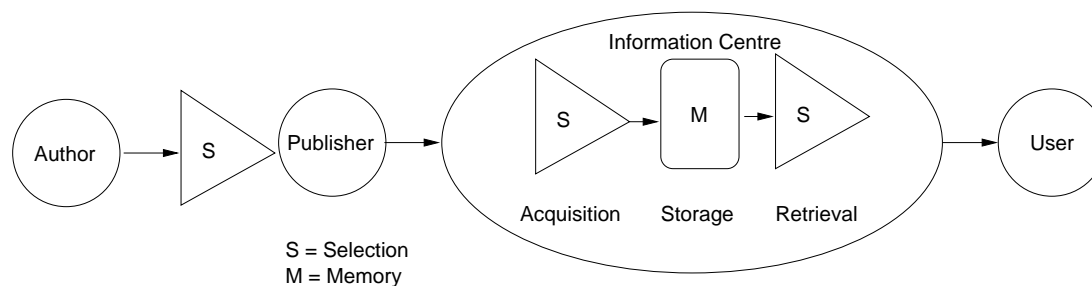 Information Centre
Author
S
Publisher
S
M
S
User
Acquisition
Storage
Retrieval
S = Selection
M = Memory